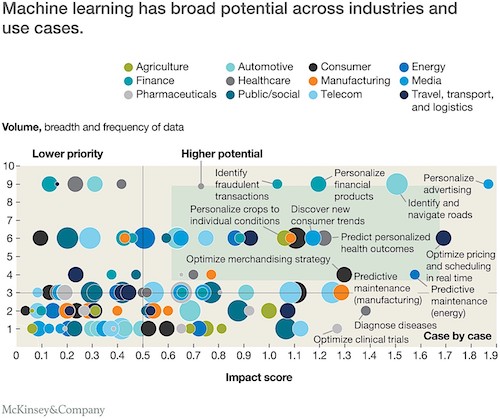 Machine learning has broad potential across industries and
use cases.
Agriculture
Automotive
Consumer
Energy
Finance
Healthcare
Manufacturing
Media
Pharmaceuticals
Public/social
Telecom
Travel, transport,
and logistics
Volume, breadth and frequency of data
Lower priority
Higher potential
10
9
8
7
6
5
4
3
2
1
Identify
fraudulent
transactions
Personalize
financial
products
Personalize
advertising
Identify and
navigate roads
Personalize crops to
individual conditions
Discover new
consumer trends
Predict personalized
health outcomes
Optimize pricing
and scheduling
in real time
Optimize merchandising strategy
Predictive
maintenance
(manufacturing)
Predictive
maintenance
(energy)
Diagnose diseases
Optimize clinical trials
Case by case
0 0.1 0.2 0.3 0.4 0.5 0.6 0.7 0.8 0.9 1.0 1.1 1.2 1.3 1.4 1.5 1.6 1.7 1.8 1.9
Impact score
McKinsey&Company